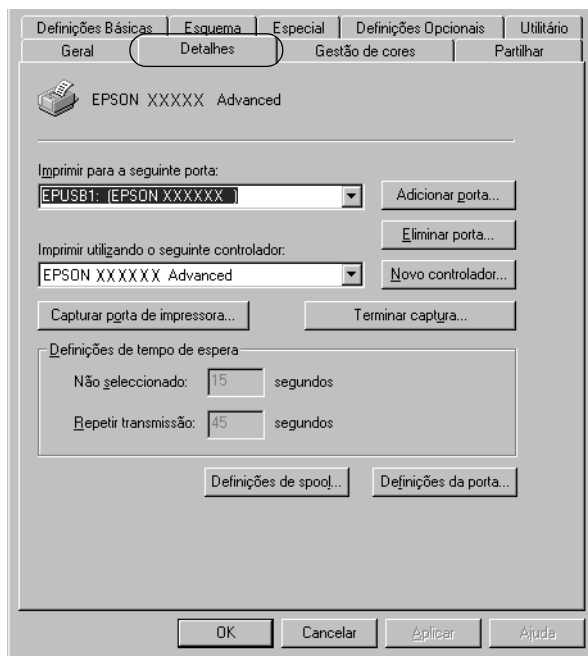 Definições Básicas Esquema Especial Definições Opcionais Utilitário
Geral Detalhes Gestão de cores Partilhar
EPSON XXXXX Advanced
Imprimir para a seguinte porta:
EPUSB1: (EPSON XXXXXX ) Adicionar porta...
Eliminar porta...
Imprimir utilizando o seguinte controlador:
EPSON XXXXXX Advanced Novo controlador...
Capturar porta de impressora... Terminar captura...
Definições de tempo de espera
Não seleccionado: 15 segundos
Repetir transmissão: 45 segundos
Definições de spool... Definições da porta...
OK Cancelar Aplicar Ajuda